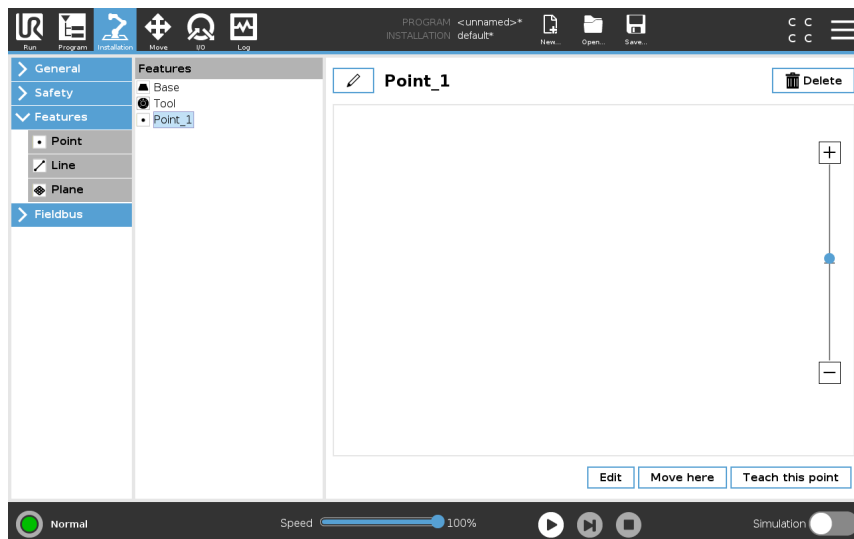 UR
PROGRAM <unnamed>*
INSTALLATION default*
Run Program Installation Move I/O Log New... Open... Save...
C C
C C
General
Safety
Features
Point
Line
Plane
Fieldbus
Features
Base
Tool
Point_1
Point_1
Delete
+
−
Edit Move here Teach this point
Normal Speed 100% Simulation